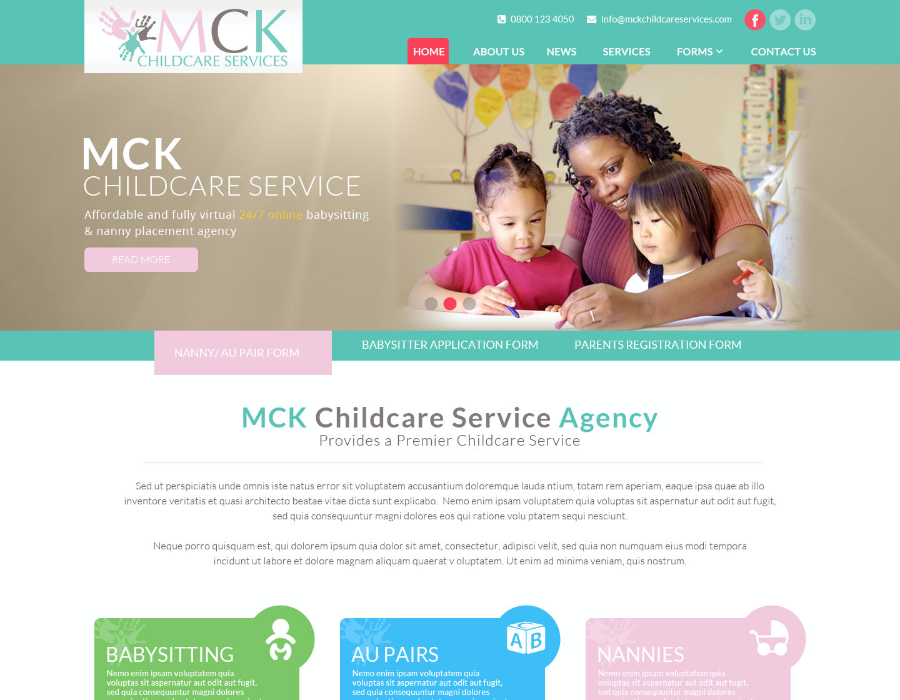 MCK
CHILDCARE SERVICES
0800 123 4050
info@mckchildcareservices.com
HOME
ABOUT US
NEWS
SERVICES
FORMS
CONTACT US
MCK
CHILDCARE SERVICE
Affordable and fully virtual 24/7 online babysitting
& nanny placement agency
READ MORE
NANNY/ AU PAIR FORM
BABYSITTER APPLICATION FORM
PARENTS REGISTRATION FORM
MCK Childcare Service Agency
Provides a Premier Childcare Service
Sed ut perspiciatis unde omnis iste natus error sit voluptatem accusantium doloremque lauda ntium, totam rem aperiam, eaque ipsa quae ab illo
inventore veritatis et quasi architecto beatae vitae dicta sunt explicabo. Nemo enim ipsam voluptatem quia voluptas sit aspernatur aut odit aut fugit,
sed quia consequuntur magni dolores eos qui ratione volu ptatem sequi nesciunt.
Neque porro quisquam est, qui dolorem ipsum quia dolor sit amet, consectetur, adipisci velit, sed quia non numquam eius modi tempora
incidunt ut labore et dolore magnam aliquam quaerat v oluptatem. Ut enim ad minima veniam, quis nostrum.
BABYSITTING
Nemo enim ipsam voluptatem quia
voluptas sit aspernatur aut odit aut fugit,
sed quia consequuntur magni dolores
A B
AU PAIRS
Nemo enim ipsam voluptatem quia
voluptas sit aspernatur aut odit aut fugit,
sed quia consequuntur magni dolores
NANNIES
Nemo enim ipsam voluptatem quia
voluptas sit aspernatur aut odit aut fugit,
sed quia consequuntur magni dolores